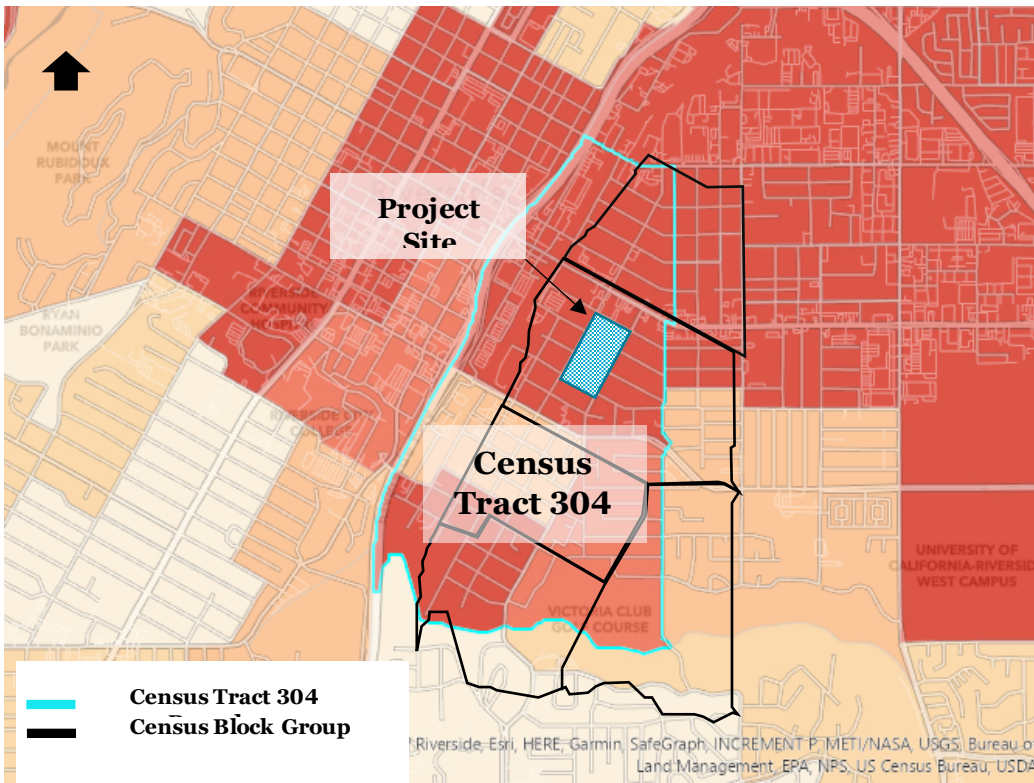 MOUNT
RUBIDOUX
PARK
Project
Site
RIVERSIDE
COMMUNITY
HOSPITAL
RYAN
BONAMINIO
PARK
RIVERSIDE CITY
COLLEGE
Census
Tract 304
UNIVERSITY OF
CALIFORNIA-RIVERSIDE
WEST CAMPUS
VICTORIA CLUB
GOLF COURSE
Census Tract 304
Census Block Group
Riverside, Esri, HERE, Garmin, SafeGraph, INCREMENT P, METI/NASA, USGS, Bureau of
Land Management, EPA, NPS, US Census Bureau, USDA